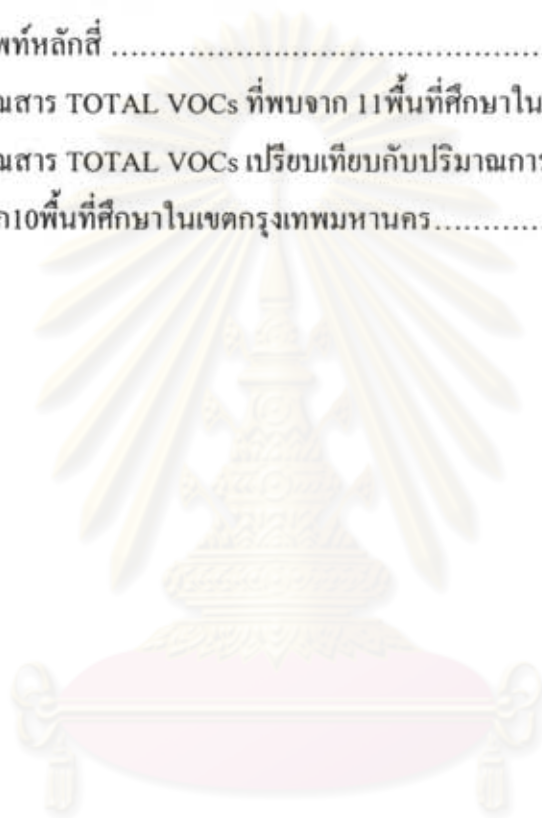 พท์หลักสี่ ................................................
ณสาร TOTAL VOCs ที่พบจาก 11พื้นที่ศึกษาใน
ณสาร TOTAL VOCs เปรียบเทียบกับปริมาณการ
ก10พื้นที่ศึกษาในเขตกรุงเทพมหานคร............